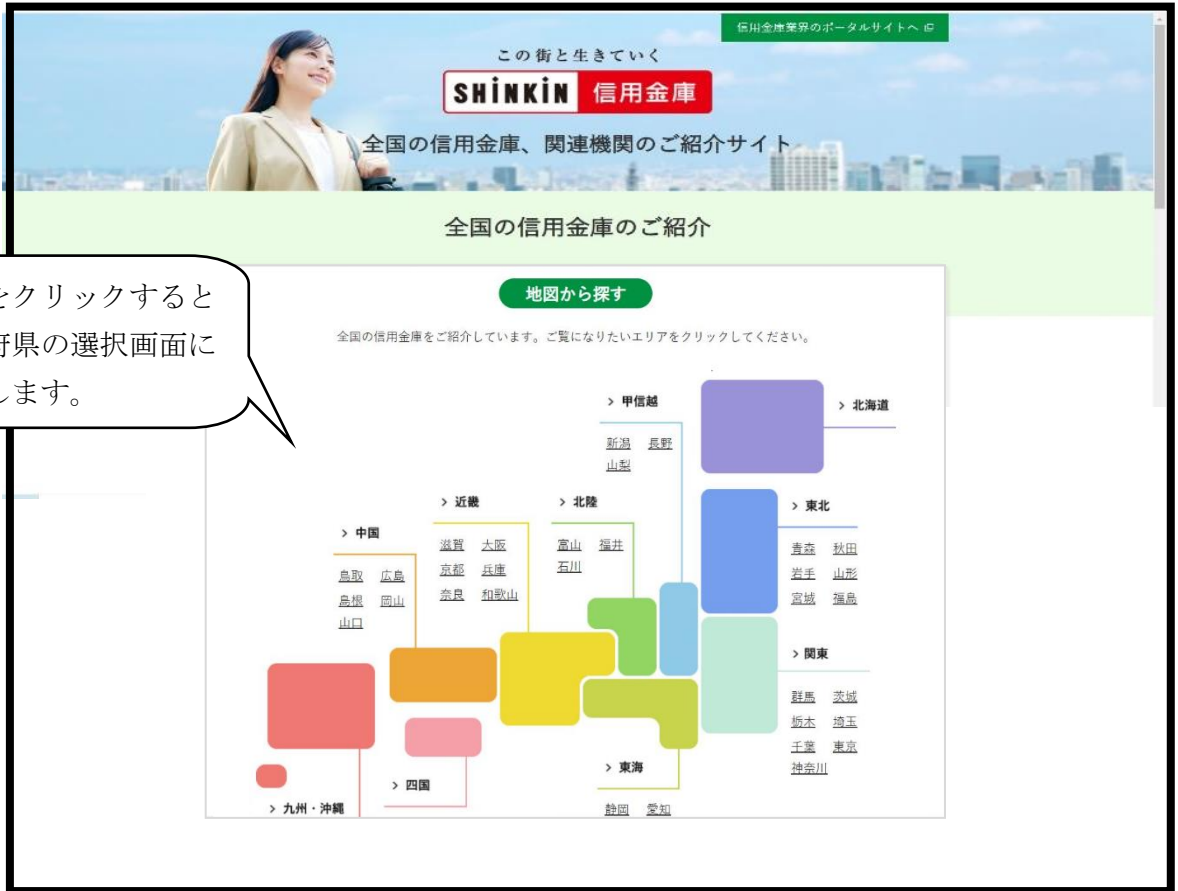 信用金庫業界のポータルサイトへ
この街と生きていく
SHINKIN 信用金庫
全国の信用金庫、関連機関のご紹介サイト
全国の信用金庫のご紹介
をクリックすると
府県の選択画面に
します。
地図から探す
全国の信用金庫をご紹介しています。ご覧になりたいエリアをクリックしてください。
> 甲信越
新潟 長野
山梨
> 北海道
> 近畿
滋賀 大阪
京都 兵庫
奈良 和歌山
> 北陸
富山 福井
石川
> 東北
青森 秋田
岩手 山形
宮城 福島
> 中国
鳥取 広島
島根 岡山
山口
> 関東
群馬 茨城
栃木 埼玉
千葉 東京
神奈川
> 東海
静岡 愛知
> 四国
> 九州・沖縄